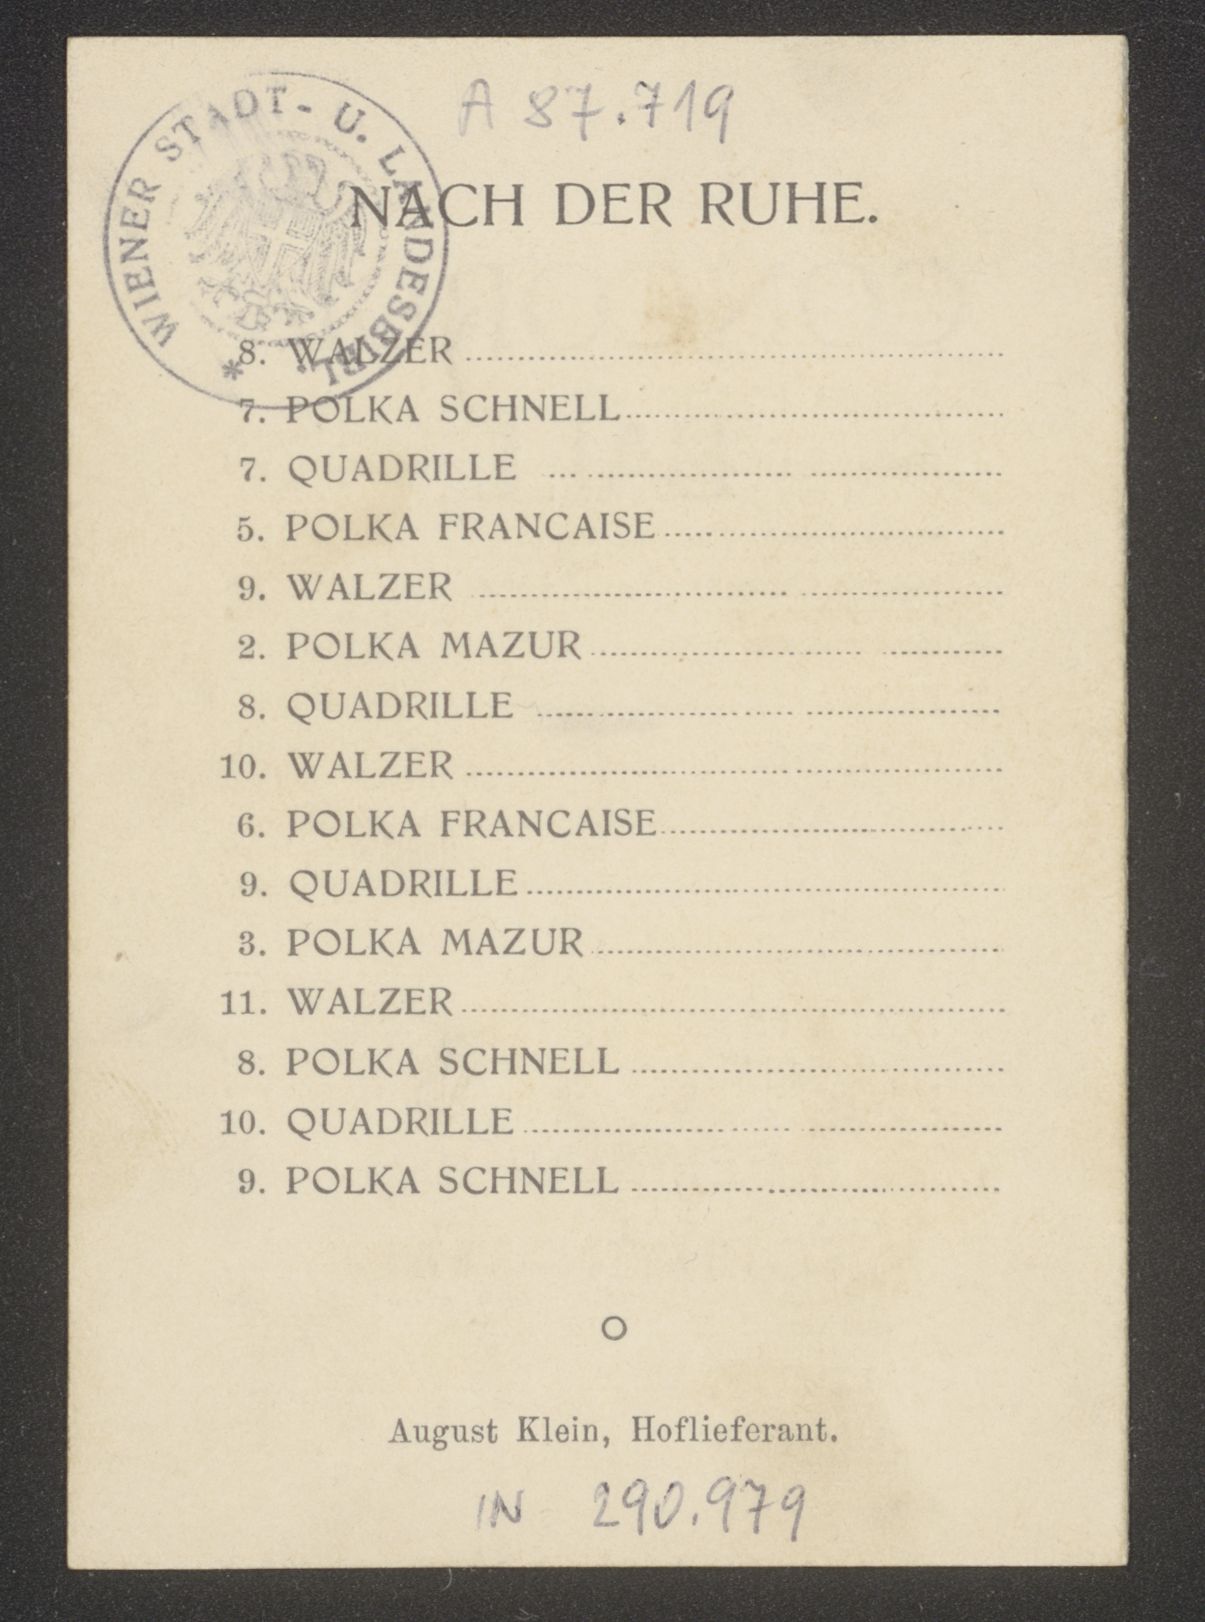 A 87.719
WIENER STADT- U. LANDESBIBL. *
NACH DER RUHE.
8. WALZER
7. POLKA SCHNELL
7. QUADRILLE
5. POLKA FRANCAISE
9. WALZER
2. POLKA MAZUR
8. QUADRILLE
10. WALZER
6. POLKA FRANCAISE
9. QUADRILLE
3. POLKA MAZUR
11. WALZER
8. POLKA SCHNELL
10. QUADRILLE
9. POLKA SCHNELL
August Klein, Hoflieferant.
IN 290.979